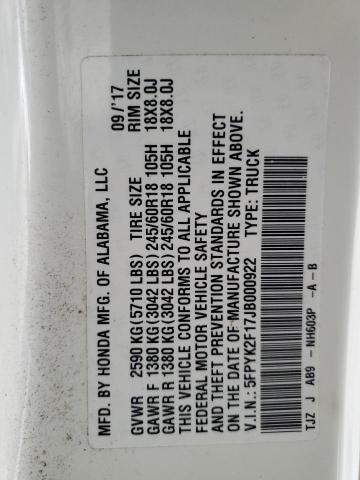 MFD. BY HONDA MFG. OF ALABAMA, LLC 09/'17
GVWR 2590 KG(5710 LBS) TIRE SIZE RIM SIZE
GAWR F 1380 KG(3042 LBS) 245/60R18 105H 18X8.0J
GAWR R 1380 KG(3042 LBS) 245/60R18 105H 18X8.0J
THIS VEHICLE CONFORMS TO ALL APPLICABLE
FEDERAL MOTOR VEHICLE SAFETY
AND THEFT PREVENTION STANDARDS IN EFFECT
ON THE DATE OF MANUFACTURE SHOWN ABOVE.
V.I.N.: 5FPYK2F17JB000922 TYPE: TRUCK
TJZ J AB9 - NH603P -A-B